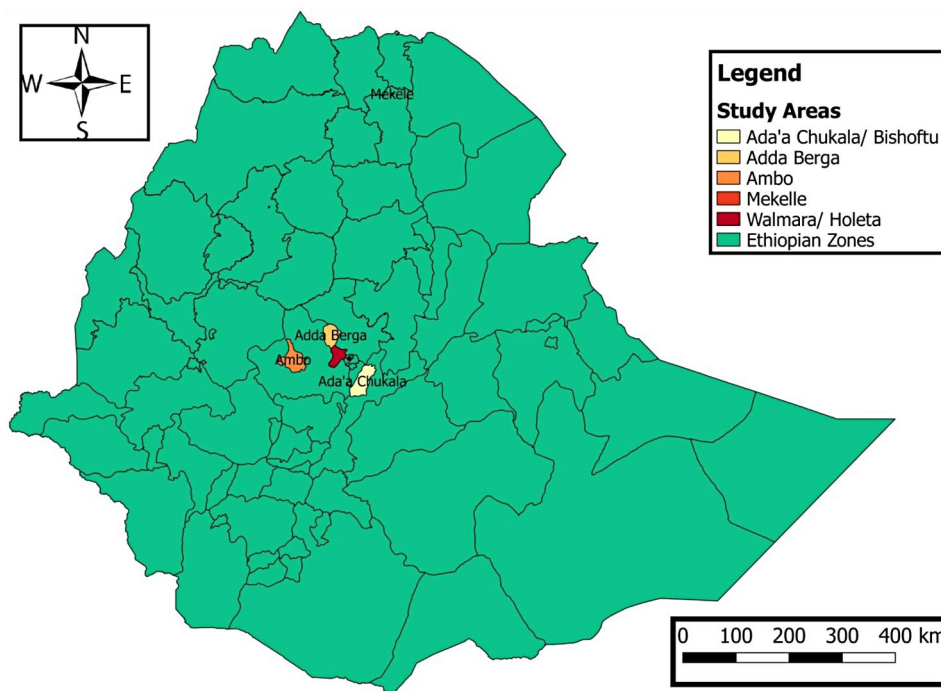 N
W E
S
Mekele
Legend
Study Areas
Ada'a Chukala/ Bishoftu
Adda Berga
Ambo
Mekelle
Walmara/ Holeta
Ethiopian Zones
Adda Berga
Ambo
Ada'a Chukala
0 100 200 300 400 km